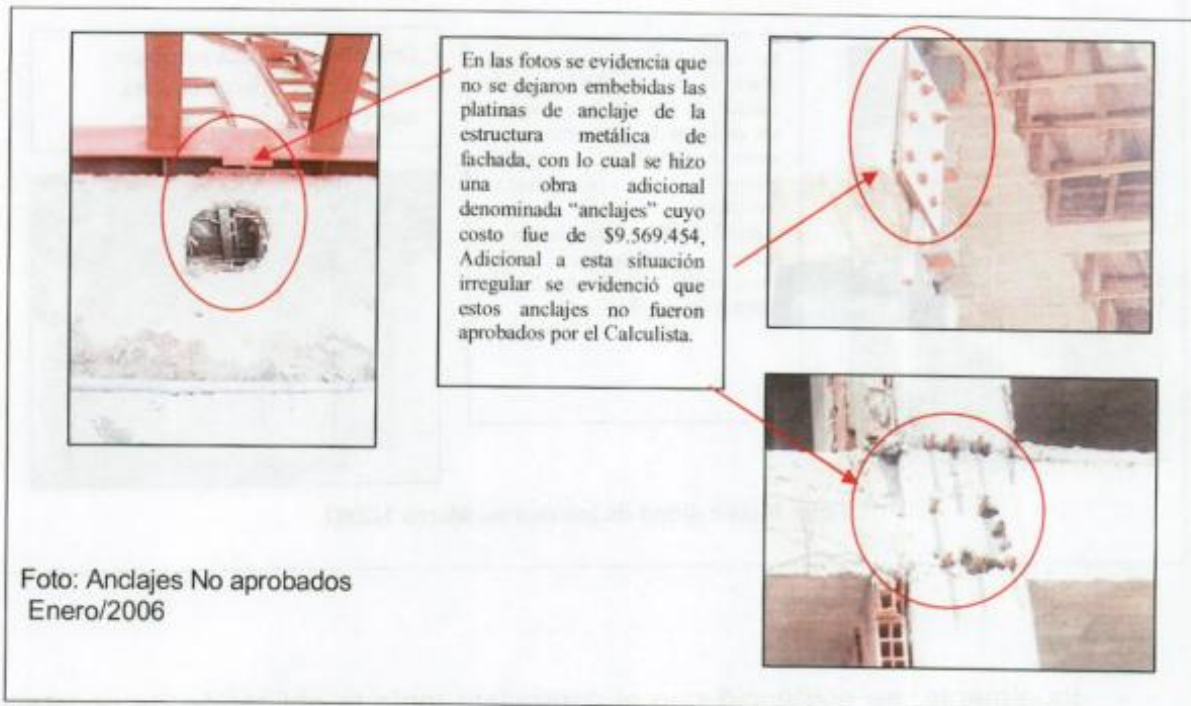 En las fotos se evidencia que
no se dejaron embebidas las
platinas de anclaje de la
estructura metálica de
fachada, con lo cual se hizo
una obra adicional
denominada “anclajes” cuyo
costo fue de $9.569.454,
Adicional a esta situación
irregular se evidenció que
estos anclajes no fueron
aprobados por el Calculista.
Foto: Anclajes No aprobados
Enero/2006